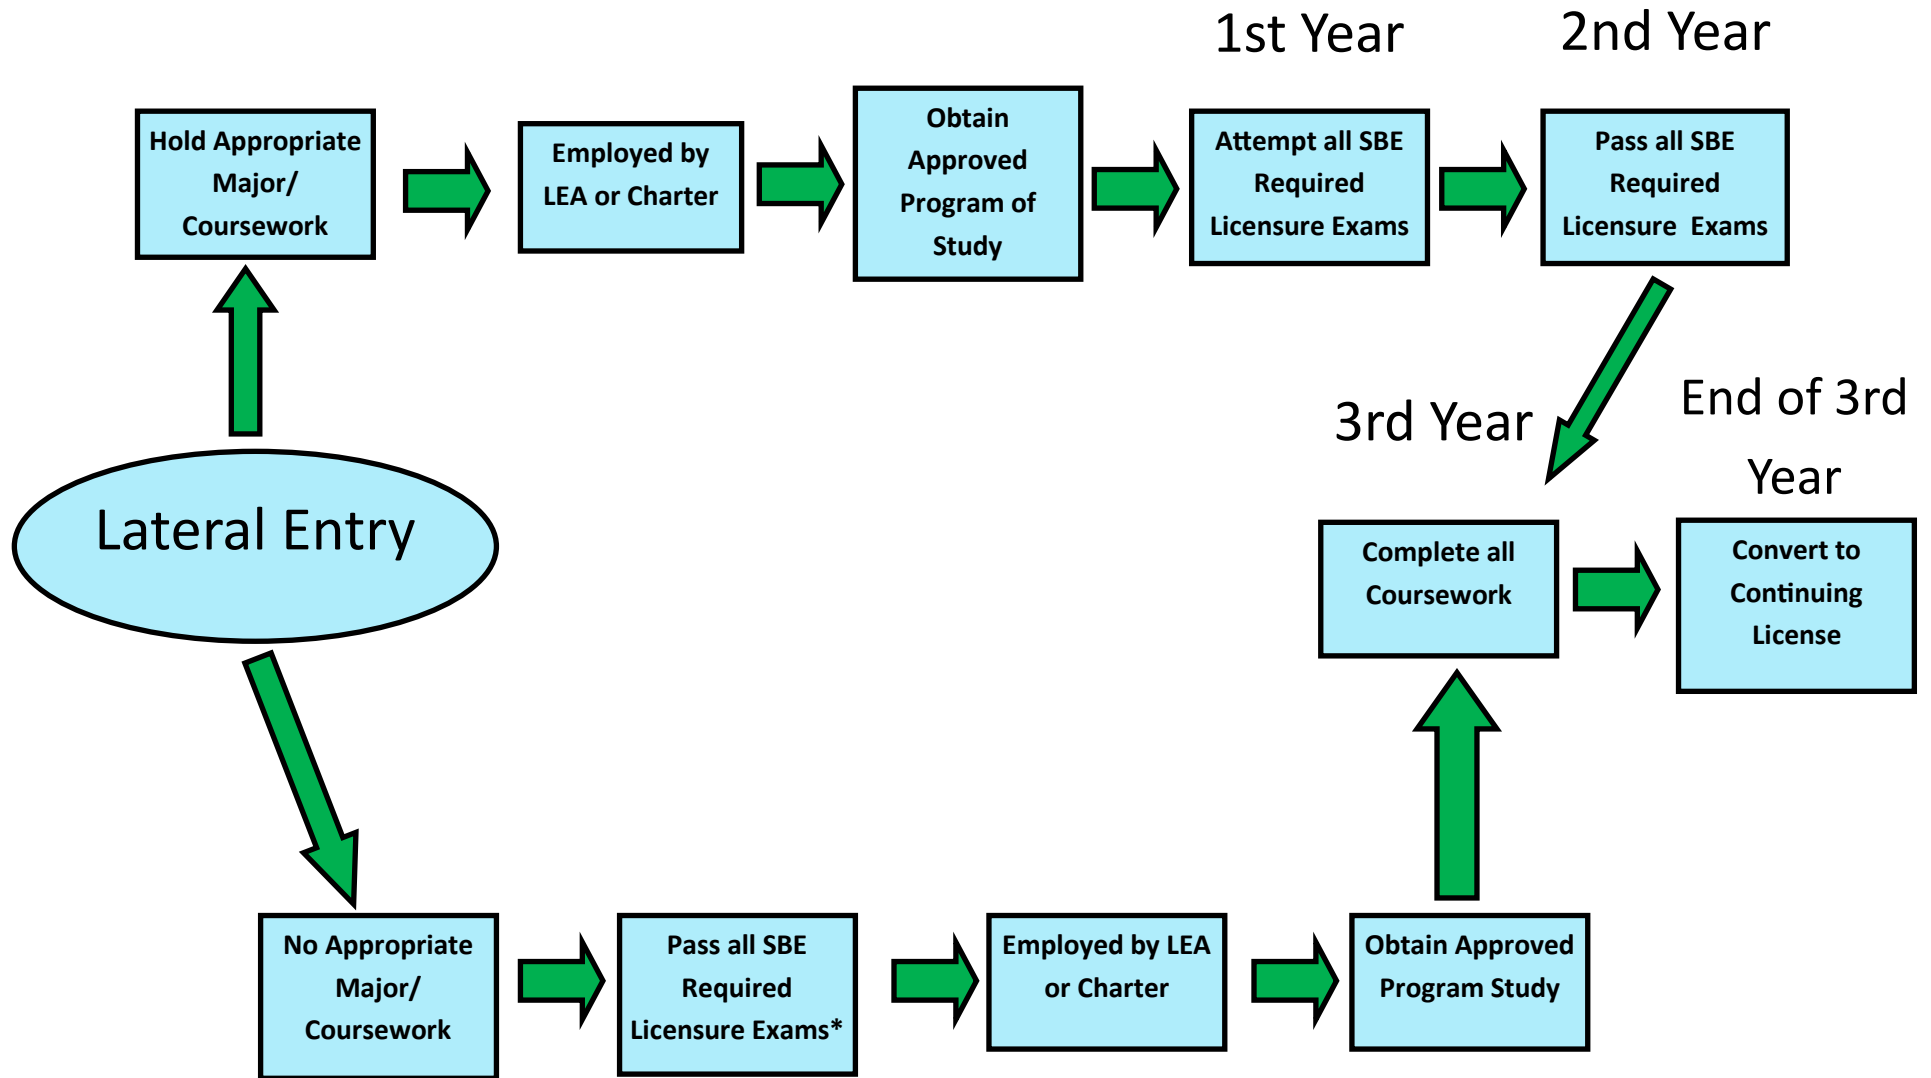 1st Year
2nd Year
Hold Appropriate
Major/
Coursework
Employed by
LEA or Charter
Obtain
Approved
Program of
Study
Attempt all SBE
Required
Licensure Exams
Pass all SBE
Required
Licensure Exams
Lateral Entry
3rd Year
End of 3rd
Year
Complete all
Coursework
Convert to
Continuing
License
No Appropriate
Major/
Coursework
Pass all SBE
Required
Licensure Exams*
Employed by LEA
or Charter
Obtain Approved
Program Study